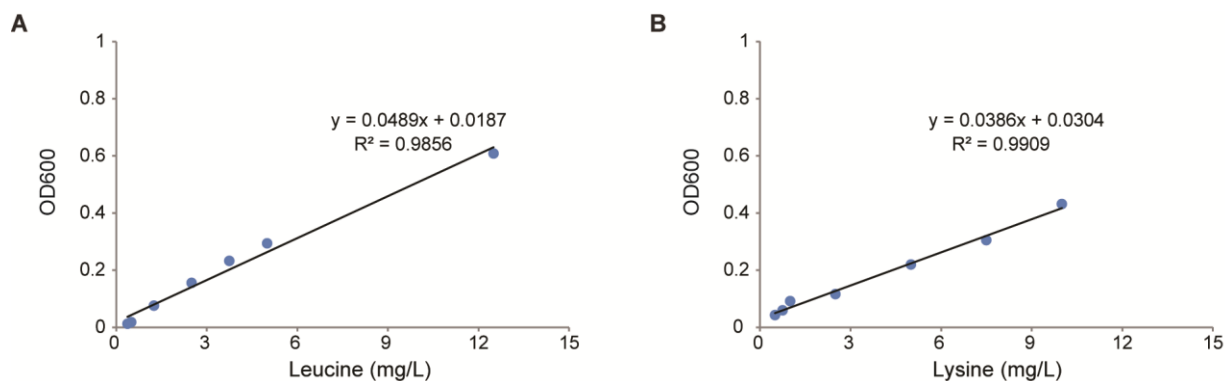 A
1
0.8
0.6
0.4
0.2
0
OD600
y = 0.0489x + 0.0187
R² = 0.9856
0 3 6 9 12 15
Leucine (mg/L)
B
1
0.8
0.6
0.4
0.2
0
OD600
y = 0.0386x + 0.0304
R² = 0.9909
0 3 6 9 12 15
Lysine (mg/L)